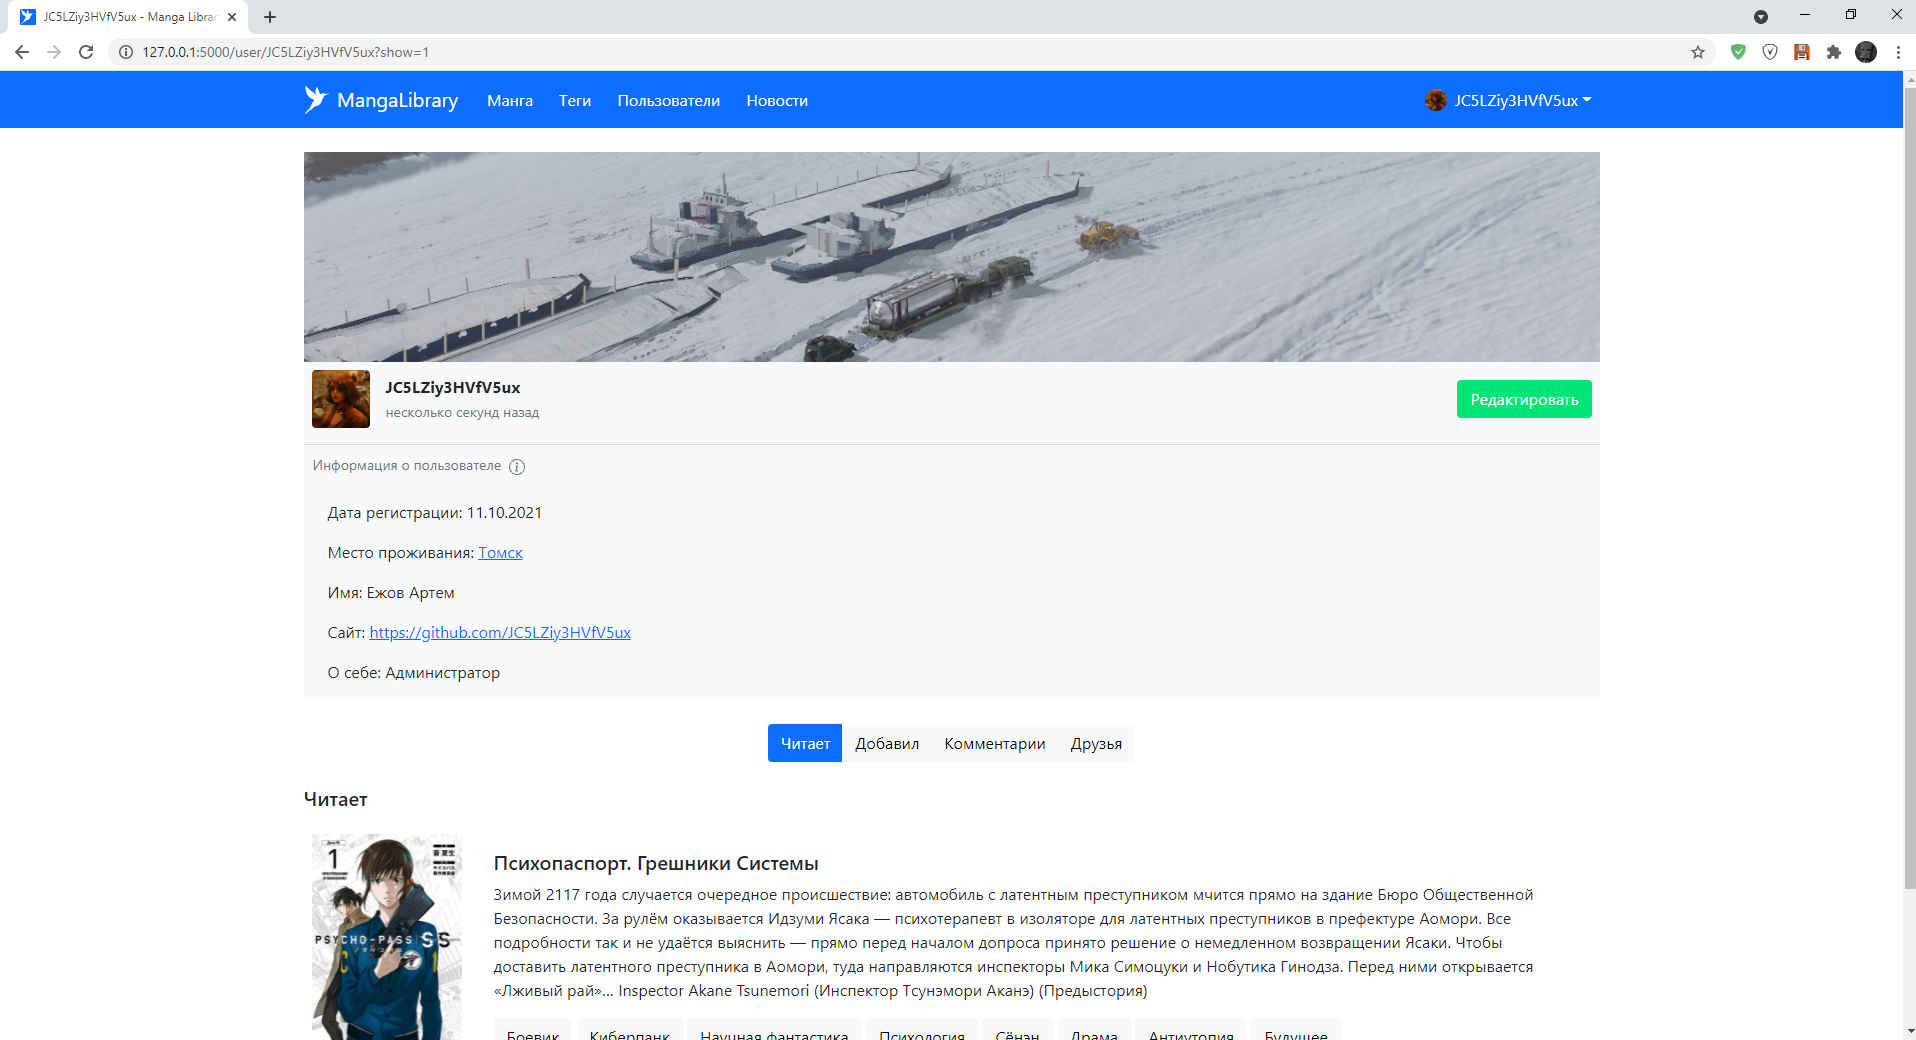 JC5LZiy3HVfV5ux - Manga Librar
127.0.0.1:5000/user/JC5LZiy3HVfV5ux?show=1
MangaLibrary Манга Теги Пользователи Новости JC5LZiy3HVfV5ux
JC5LZiy3HVfV5ux
несколько секунд назад
Редактировать
Информация о пользователе
Дата регистрации: 11.10.2021
Место проживания: Томск
Имя: Ежов Артем
Сайт: https://github.com/JC5LZiy3HVfV5ux
О себе: Администратор
Читает Добавил Комментарии Друзья
Читает
1
PSYCHO-PASS
Психопаспорт. Грешники Системы
Зимой 2117 года случается очередное происшествие: автомобиль с латентным преступником мчится прямо на здание Бюро Общественной
Безопасности. За рулём оказывается Идзуми Ясака — психотерапевт в изоляторе для латентных преступников в префектуре Аомори. Все
подробности так и не удаётся выяснить — прямо перед началом допроса принято решение о немедленном возвращении Ясаки. Чтобы
доставить латентного преступника в Аомори, туда направляются инспекторы Мика Симоцуки и Нобутика Гинодза. Перед ними открывается
«Лживый рай»... Inspector Akane Tsunemori (Инспектор Тсунэмори Аканэ) (Предыстория)
Боевик Киберпанк Научная фантастика Психология Сёнэн Драма Антиутопия Будущее